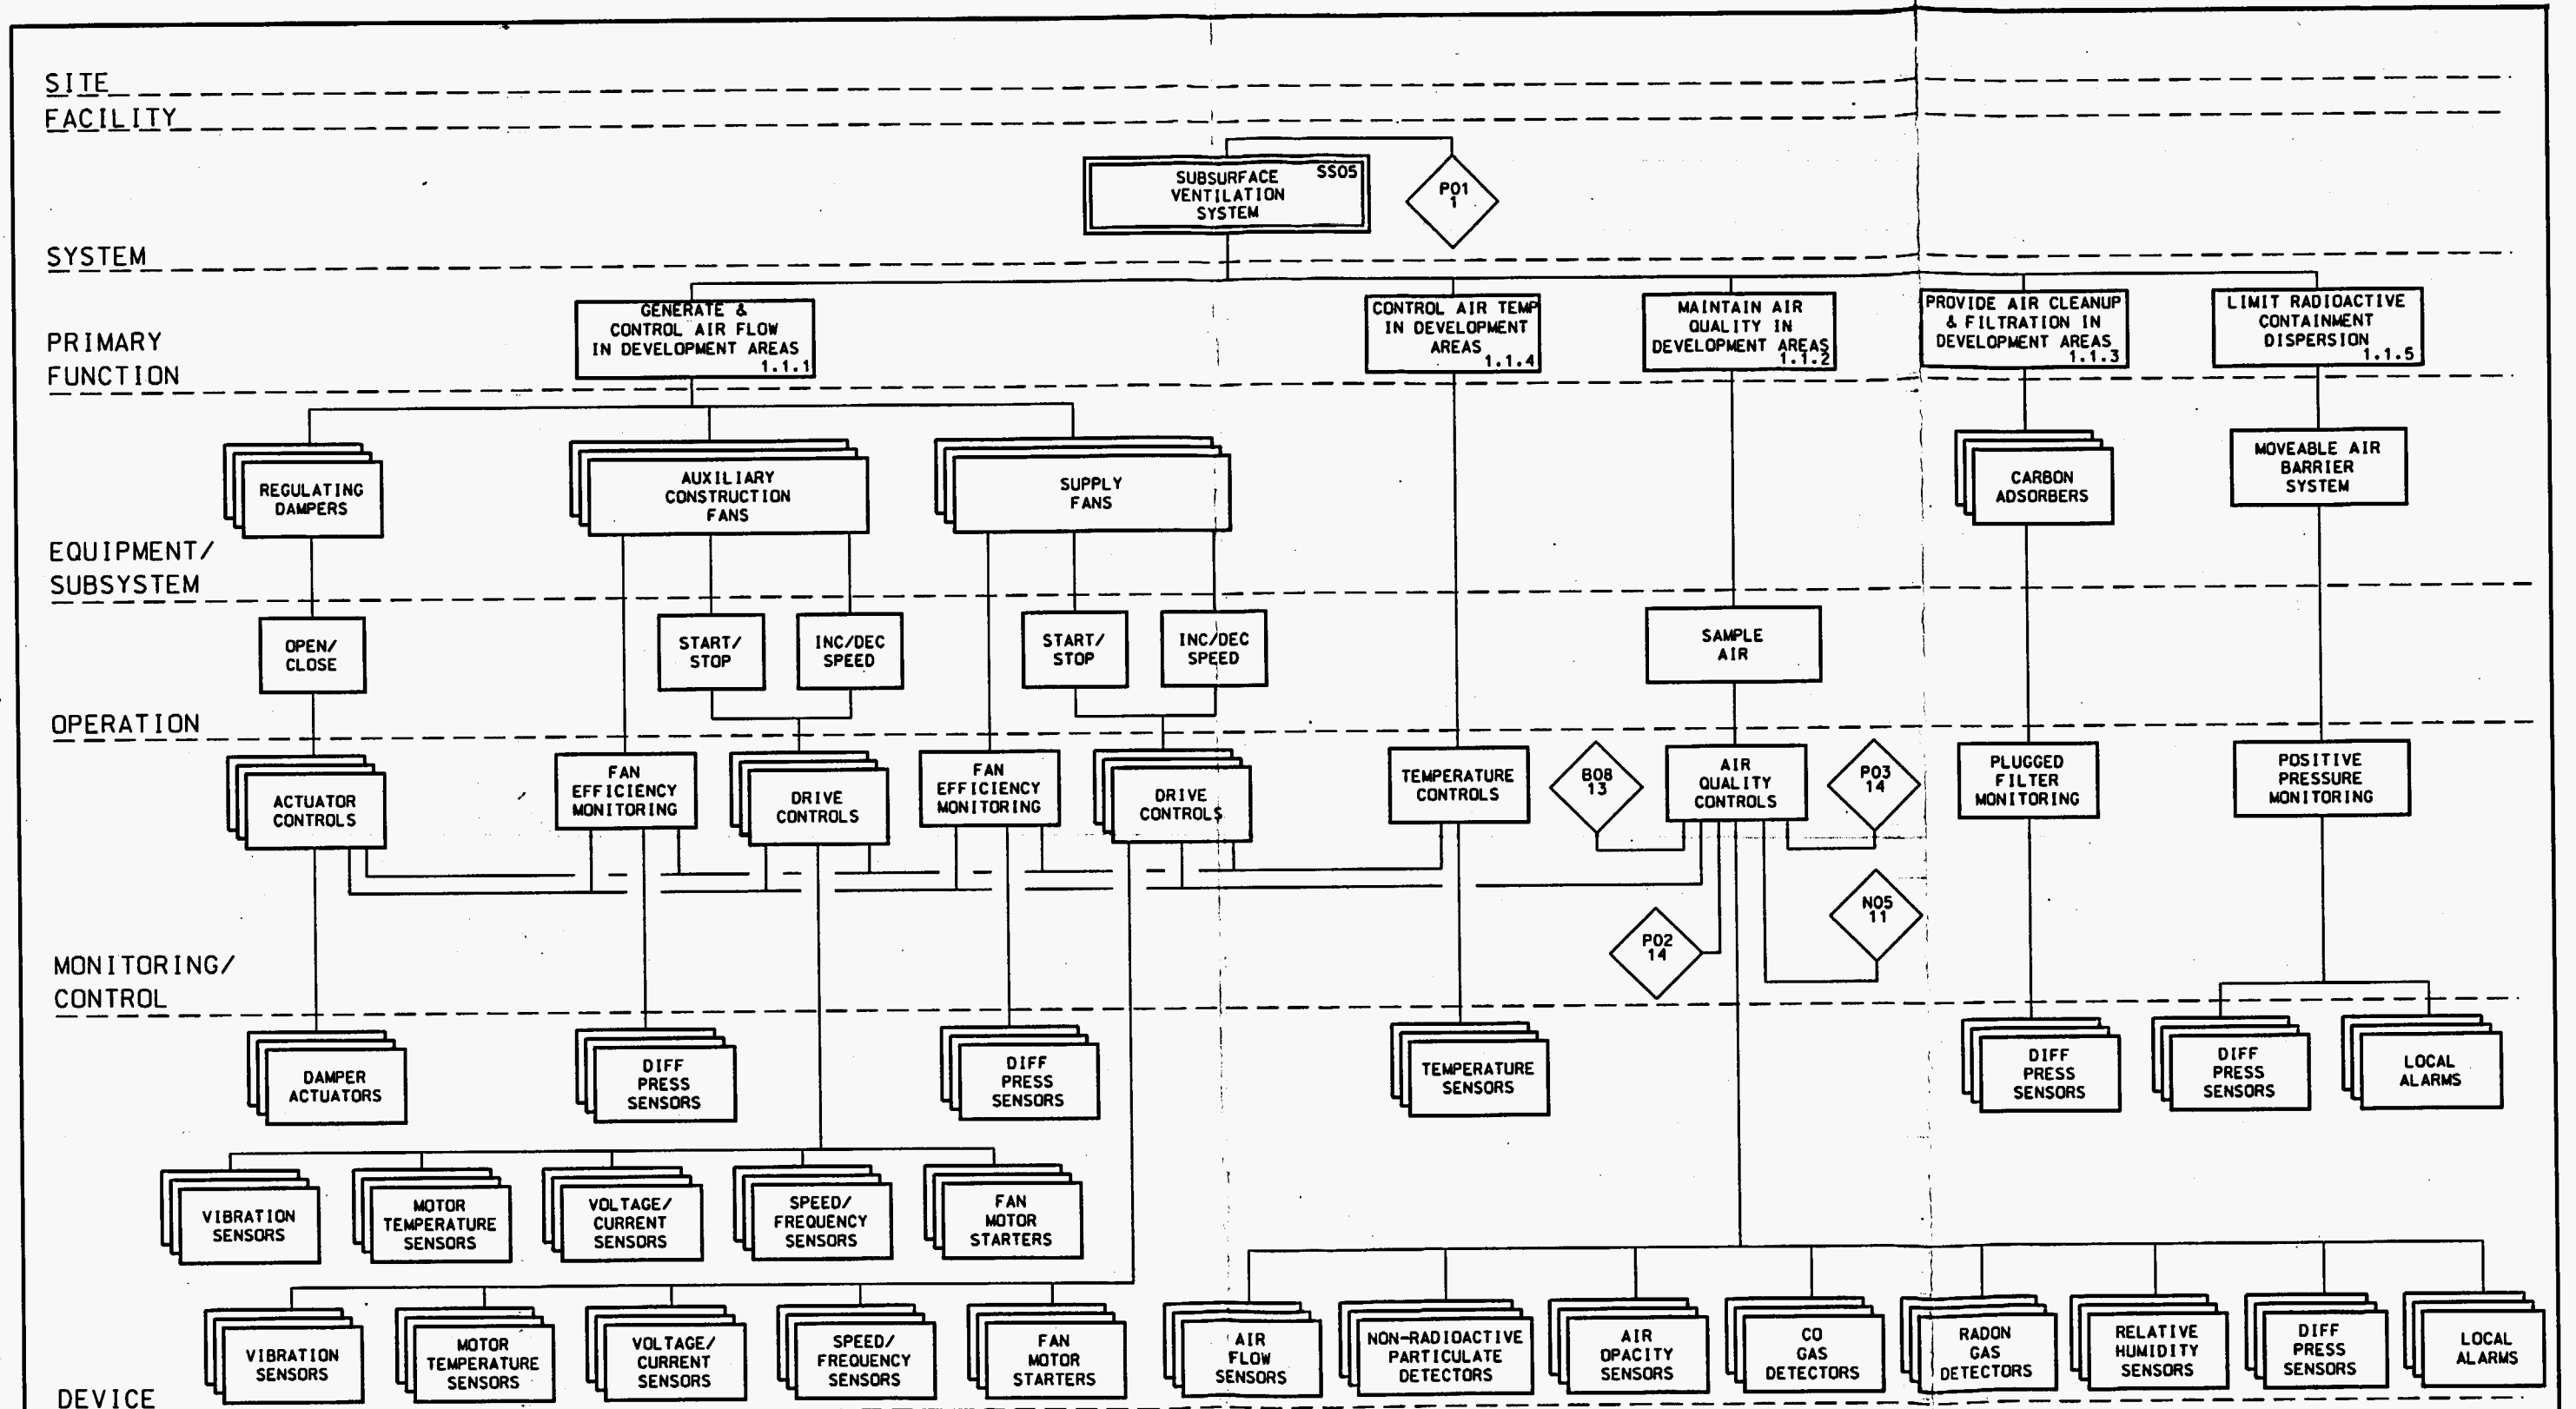 SITE
FACILITY
SUBSURFACE
VENTILATION
SYSTEM
SS05
P01
1
SYSTEM
PRIMARY
FUNCTION
GENERATE &
CONTROL AIR FLOW
IN DEVELOPMENT AREAS
1.1.1
CONTROL AIR TEMP
IN DEVELOPMENT
AREAS
1.1.4
MAINTAIN AIR
QUALITY IN
DEVELOPMENT AREAS
1.1.2
PROVIDE AIR CLEANUP
& FILTRATION IN
DEVELOPMENT AREAS
1.1.3
LIMIT RADIOACTIVE
CONTAINMENT
DISPERSION
1.1.5
EQUIPMENT/
SUBSYSTEM
REGULATING
DAMPERS
AUXILIARY
CONSTRUCTION
FANS
SUPPLY
FANS
CARBON
ADSORBERS
MOVEABLE AIR
BARRIER
SYSTEM
OPERATION
OPEN/
CLOSE
START/
STOP
INC/DEC
SPEED
START/
STOP
INC/DEC
SPEED
SAMPLE
AIR
MONITORING/
CONTROL
ACTUATOR
CONTROLS
FAN
EFFICIENCY
MONITORING
DRIVE
CONTROLS
FAN
EFFICIENCY
MONITORING
DRIVE
CONTROLS
TEMPERATURE
CONTROLS
B08
13
AIR
QUALITY
CONTROLS
P03
14
PLUGGED
FILTER
MONITORING
POSITIVE
PRESSURE
MONITORING
P02
14
N05
11
DAMPER
ACTUATORS
DIFF
PRESS
SENSORS
DIFF
PRESS
SENSORS
TEMPERATURE
SENSORS
DIFF
PRESS
SENSORS
DIFF
PRESS
SENSORS
LOCAL
ALARMS
VIBRATION
SENSORS
MOTOR
TEMPERATURE
SENSORS
VOLTAGE/
CURRENT
SENSORS
SPEED/
FREQUENCY
SENSORS
FAN
MOTOR
STARTERS
VIBRATION
SENSORS
MOTOR
TEMPERATURE
SENSORS
VOLTAGE/
CURRENT
SENSORS
SPEED/
FREQUENCY
SENSORS
FAN
MOTOR
STARTERS
AIR
FLOW
SENSORS
NON-RADIOACTIVE
PARTICULATE
DETECTORS
AIR
OPACITY
SENSORS
CO
GAS
DETECTORS
RADON
GAS
DETECTORS
RELATIVE
HUMIDITY
SENSORS
DIFF
PRESS
SENSORS
LOCAL
ALARMS
DEVICE